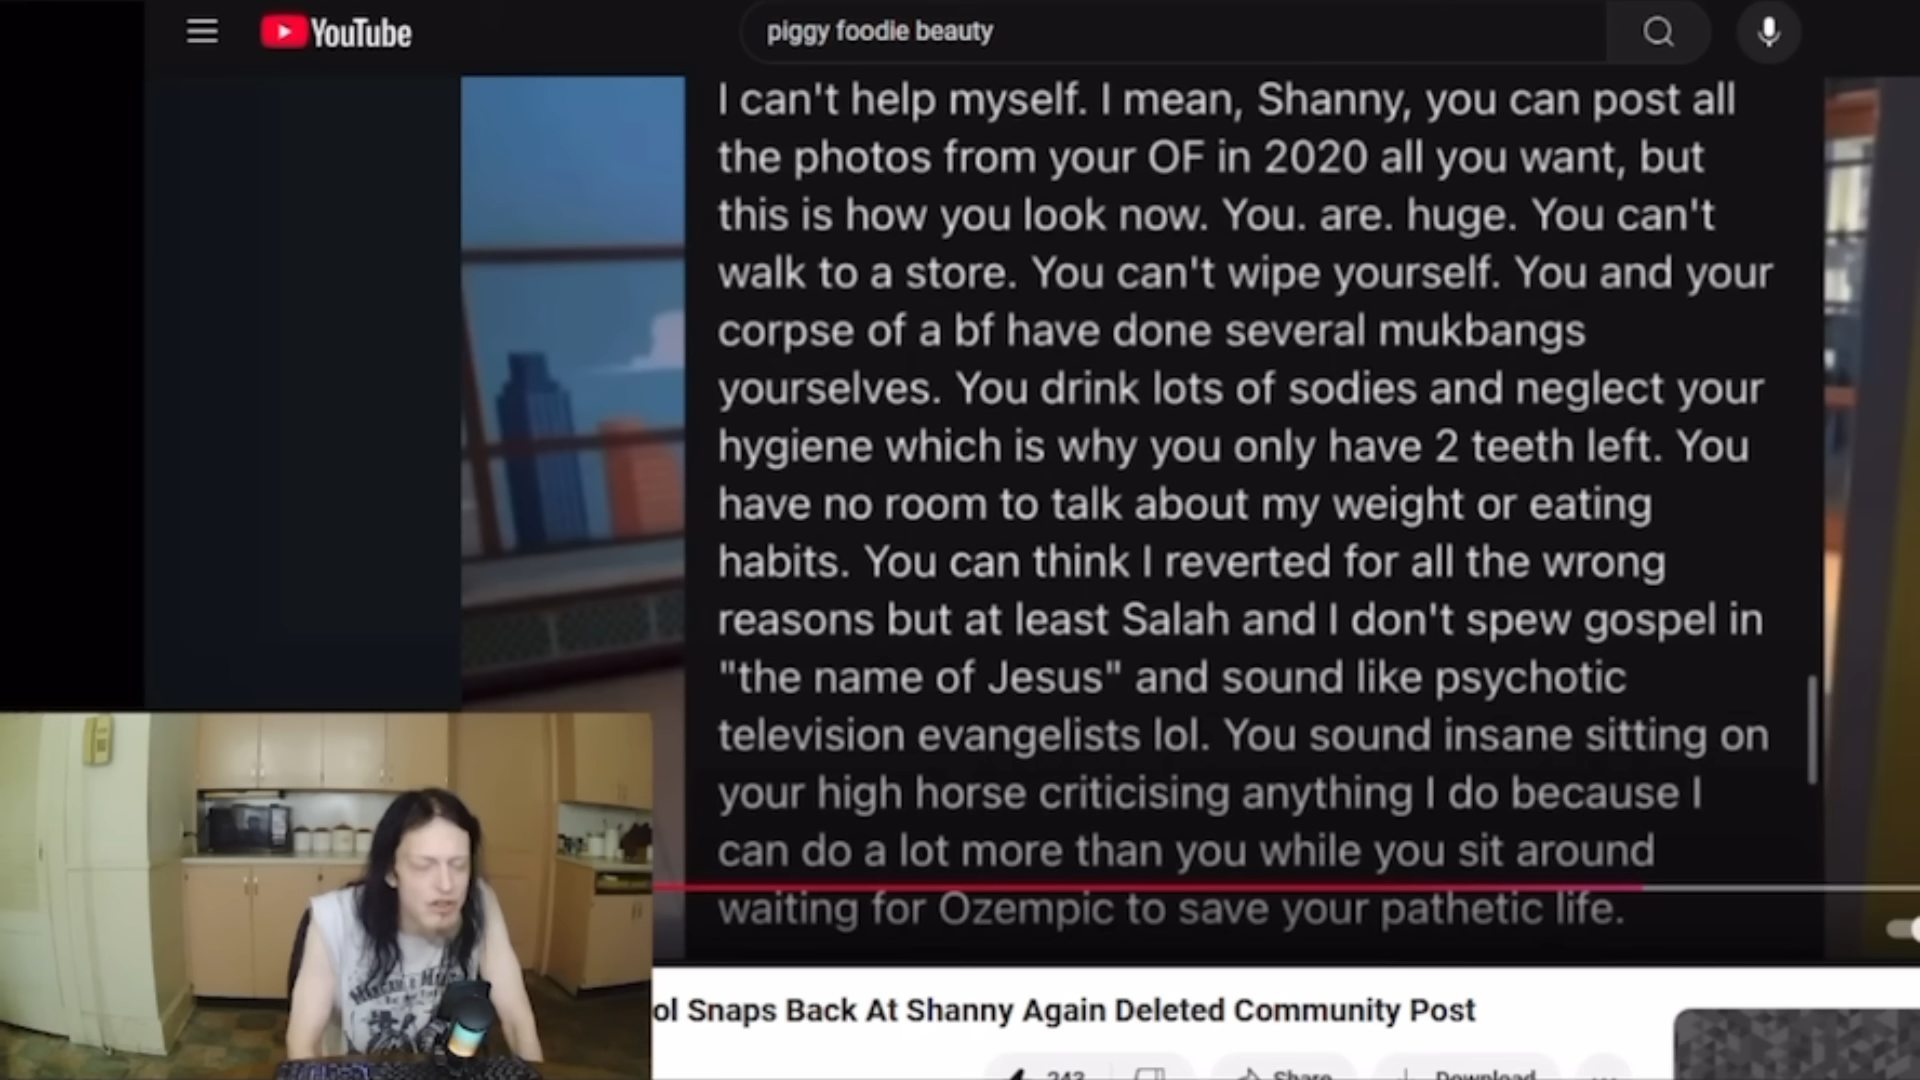 YouTube
piggy foodie beauty
I can't help myself. I mean, Shanny, you can post all
the photos from your OF in 2020 all you want, but
this is how you look now. You. are. huge. You can't
walk to a store. You can't wipe yourself. You and your
corpse of a bf have done several mukbangs
yourselves. You drink lots of sodies and neglect your
hygiene which is why you only have 2 teeth left. You
have no room to talk about my weight or eating
habits. You can think I reverted for all the wrong
reasons but at least Salah and I don't spew gospel in
"the name of Jesus" and sound like psychotic
television evangelists lol. You sound insane sitting on
your high horse criticising anything I do because I
can do a lot more than you while you sit around
waiting for Ozempic to save your pathetic life.
ol Snaps Back At Shanny Again Deleted Community Post
243
Share
Download